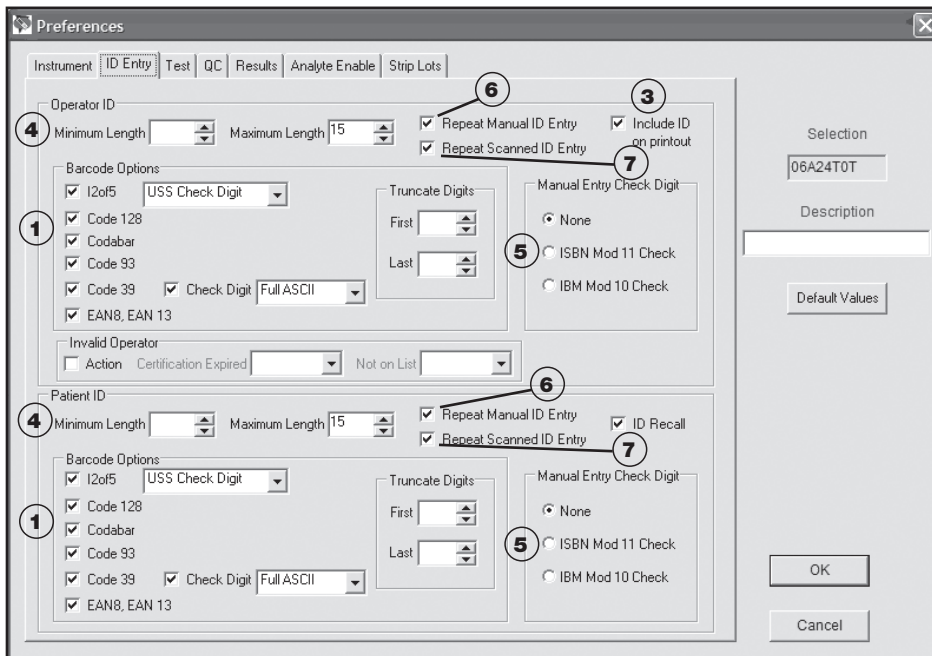 Preferences
Instrument ID Entry Test QC Results Analyte Enable Strip Lots
Operator ID
6
3
4 Minimum Length Maximum Length 15 Repeat Manual ID Entry Include ID on printout
Repeat Scanned ID Entry
7
Barcode Options
I2of5 USS Check Digit
1 Code 128
Codabar
Code 93
Code 39 Check Digit Full ASCII
EAN8, EAN 13
Truncate Digits
First
Last
Manual Entry Check Digit
None
5 ISBN Mod 11 Check
IBM Mod 10 Check
Invalid Operator
Action Certification Expired Not on List
Patient ID
6
4 Minimum Length Maximum Length 15 Repeat Manual ID Entry ID Recall
Repeat Scanned ID Entry
7
Barcode Options
I2of5 USS Check Digit
Code 128
1 Codabar
Code 93
Code 39 Check Digit Full ASCII
EAN8, EAN 13
Truncate Digits
First
Last
Manual Entry Check Digit
None
5 ISBN Mod 11 Check
IBM Mod 10 Check
Selection
06A24T0T
Description
Default Values
OK
Cancel